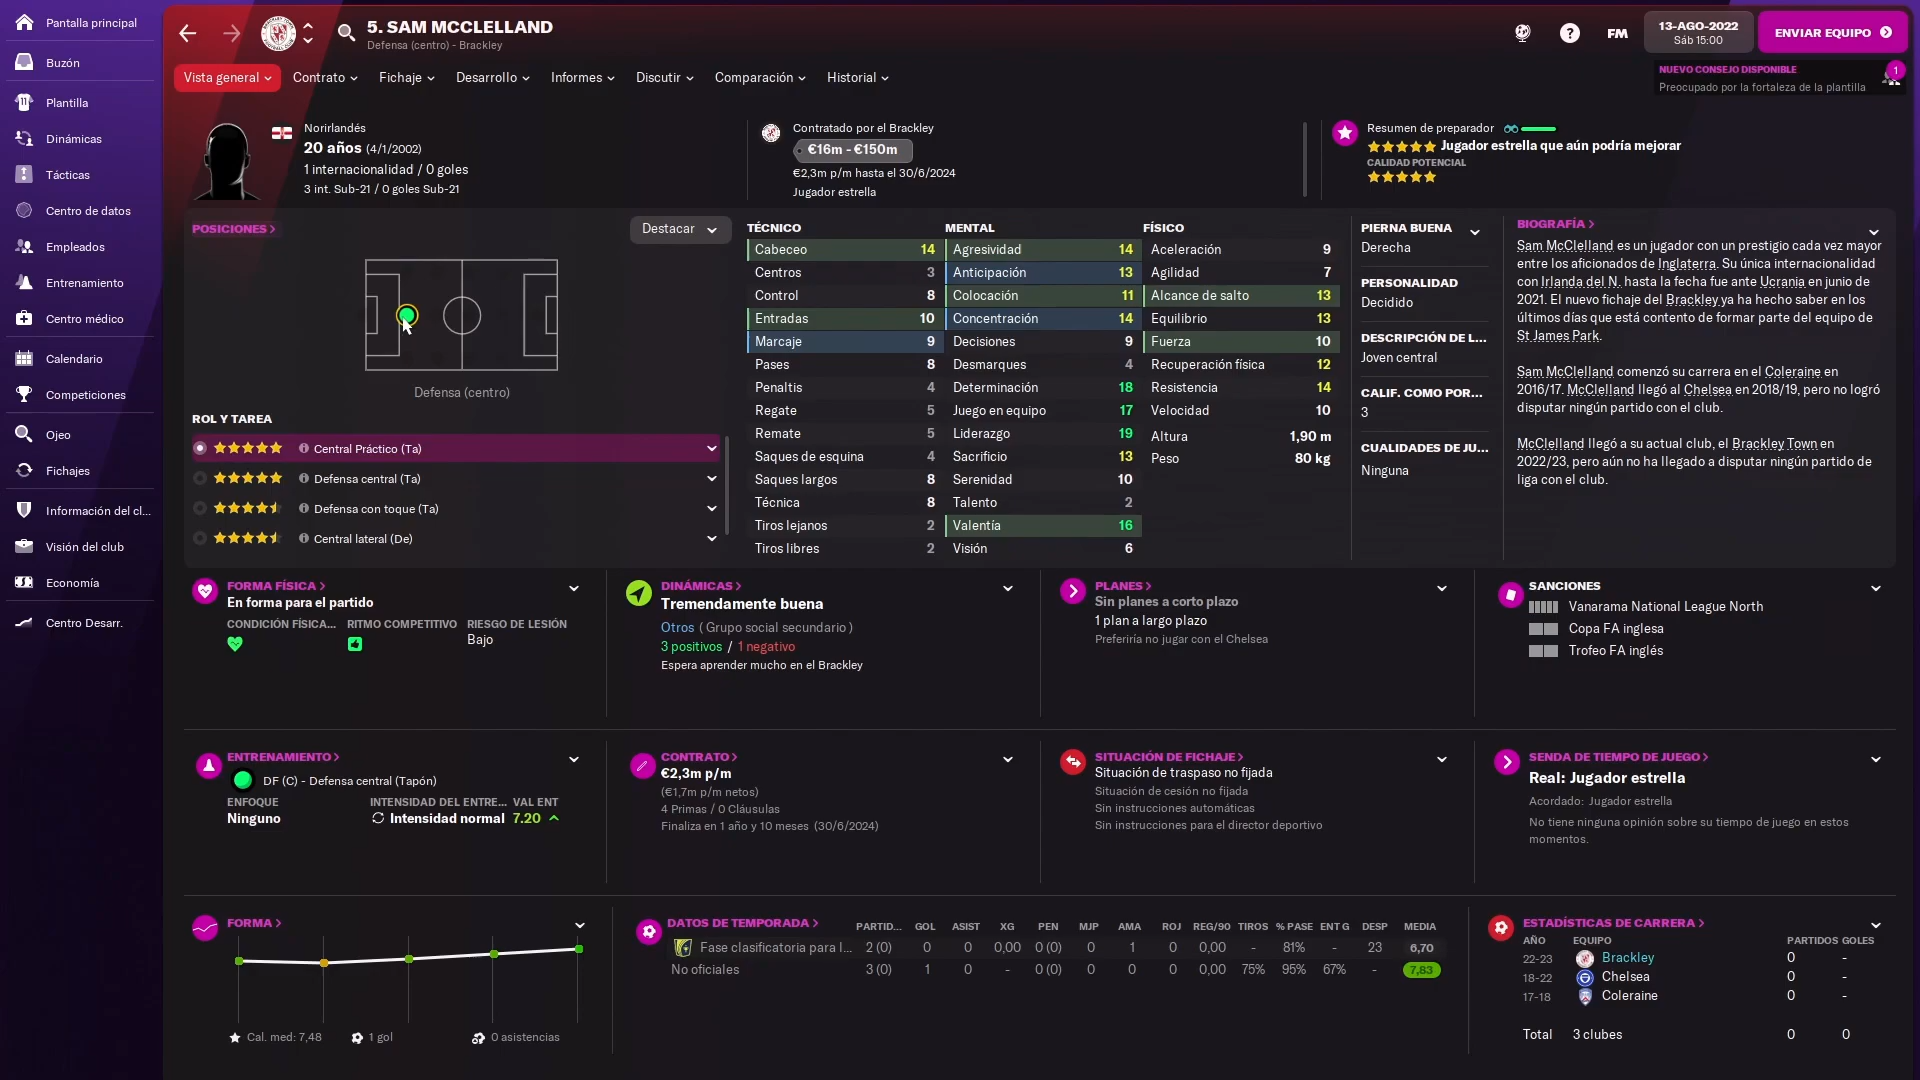 Pantalla principal
Buzón
Plantilla
Dinámicas
Tácticas
Centro de datos
Empleados
Entrenamiento
Centro médico
Calendario
Competiciones
Ojeo
Fichajes
Información del cl...
Visión del club
Economía
Centro Desarr.
5. SAM MCCLELLAND
Defensa (centro) - Brackley
FM
13-AGO-2022
Sáb 15:00
ENVIAR EQUIPO
Vista general
Contrato
Fichaje
Desarrollo
Informes
Discutir
Comparación
Historial
NUEVO CONSEJO DISPONIBLE
Preocupado por la fortaleza de la plantilla
1
Norirlandés
20 años (4/1/2002)
1 internacionalidad / 0 goles
3 int. Sub-21 / 0 goles Sub-21
Contratado por el Brackley
€16m - €150m
€2,3m p/m hasta el 30/6/2024
Jugador estrella
Resumen de preparador
Jugador estrella que aún podría mejorar
CALIDAD POTENCIAL
POSICIONES >
Destacar
Defensa (centro)
ROL Y TAREA
Central Práctico (Ta)
Defensa central (Ta)
Defensa con toque (Ta)
Central lateral (De)
TÉCNICO
Cabeceo 14
Centros 3
Control 8
Entradas 10
Marcaje 9
Pases 8
Penaltis 4
Regate 5
Remate 5
Saques de esquina 4
Saques largos 8
Técnica 8
Tiros lejanos 2
Tiros libres 2
MENTAL
Agresividad 14
Anticipación 13
Colocación 11
Concentración 14
Decisiones 9
Desmarques 4
Determinación 18
Juego en equipo 17
Liderazgo 19
Sacrificio 13
Serenidad 10
Talento 2
Valentía 16
Visión 6
FÍSICO
Aceleración 9
Agilidad 7
Alcance de salto 13
Equilibrio 13
Fuerza 10
Recuperación física 12
Resistencia 14
Velocidad 10
Altura 1,90 m
Peso 80 kg
PIERNA BUENA
Derecha
PERSONALIDAD
Decidido
DESCRIPCIÓN DE L...
Joven central
CALIF. COMO POR...
3
CUALIDADES DE JU...
Ninguna
BIOGRAFÍA >
Sam McClelland es un jugador con un prestigio cada vez mayor
entre los aficionados de Inglaterra. Su única internacionalidad
con Irlanda del N. hasta la fecha fue ante Ucrania en junio de
2021. El nuevo fichaje del Brackley ya ha hecho saber en los
últimos días que está contento de formar parte del equipo de
St James Park.
Sam McClelland comenzó su carrera en el Coleraine en
2016/17. McClelland llegó al Chelsea en 2018/19, pero no logró
disputar ningún partido con el club.
McClelland llegó a su actual club, el Brackley Town en
2022/23, pero aún no ha llegado a disputar ningún partido de
liga con el club.
FORMA FÍSICA >
En forma para el partido
CONDICIÓN FÍSICA... RITMO COMPETITIVO RIESGO DE LESIÓN
Bajo
DINÁMICAS >
Tremendamente buena
Otros ( Grupo social secundario )
3 positivos / 1 negativo
Espera aprender mucho en el Brackley
PLANES >
Sin planes a corto plazo
1 plan a largo plazo
Preferiría no jugar con el Chelsea
SANCIONES
Vanarama National League North
Copa FA inglesa
Trofeo FA inglés
ENTRENAMIENTO >
DF (C) - Defensa central (Tapón)
ENFOQUE INTENSIDAD DEL ENTRE... VAL ENT
Ninguno Intensidad normal 7.20
CONTRATO >
€2,3m p/m
(€1,7m p/m netos)
4 Primas / 0 Cláusulas
Finaliza en 1 año y 10 meses (30/6/2024)
SITUACIÓN DE FICHAJE >
Situación de traspaso no fijada
Situación de cesión no fijada
Sin instrucciones automáticas
Sin instrucciones para el director deportivo
SENDA DE TIEMPO DE JUEGO >
Real: Jugador estrella
Acordado: Jugador estrella
No tiene ninguna opinión sobre su tiempo de juego en estos
momentos.
FORMA >
Cal. med: 7,48 1 gol 0 asistencias
DATOS DE TEMPORADA > PARTID... GOL ASIST XG PEN MJP AMA ROJ REG/90 TIROS % PASE ENT G DESP MEDIA
Fase clasificatoria para l... 2 (0) 0 0 0,00 0 (0) 0 1 0 0,00 - 81% - 23 6,70
No oficiales 3 (0) 1 0 - 0 (0) 0 0 0 0,00 75% 95% 67% - 7,83
ESTADÍSTICAS DE CARRERA >
AÑO EQUIPO PARTIDOS GOLES
22-23 Brackley 0 -
18-22 Chelsea 0 -
17-18 Coleraine 0 -
Total 3 clubes 0 0